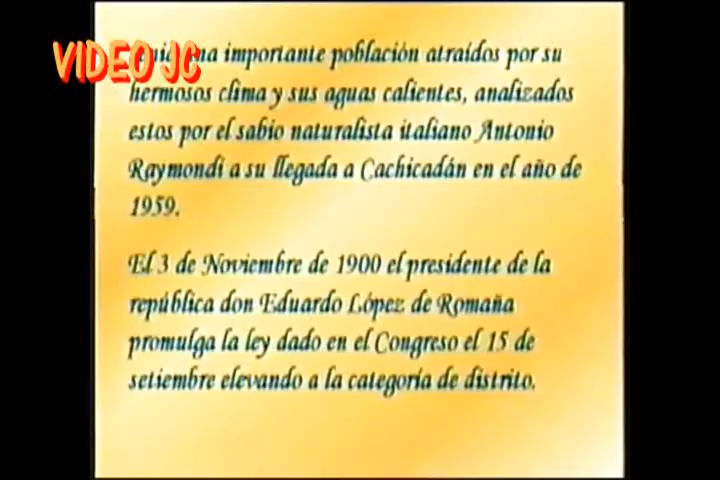 VIDEO JC
importante población atraídos por su
hermosos clima y sus aguas calientes, analizados
estos por el sabio naturalista italiano Antonio
Raymondi a su llegada a Cachicadán en el año de
1959.
El 3 de Noviembre de 1900 el presidente de la
república don Eduardo López de Romaña
promulga la ley dado en el Congreso el 15 de
setiembre elevando a la categoría de distrito.